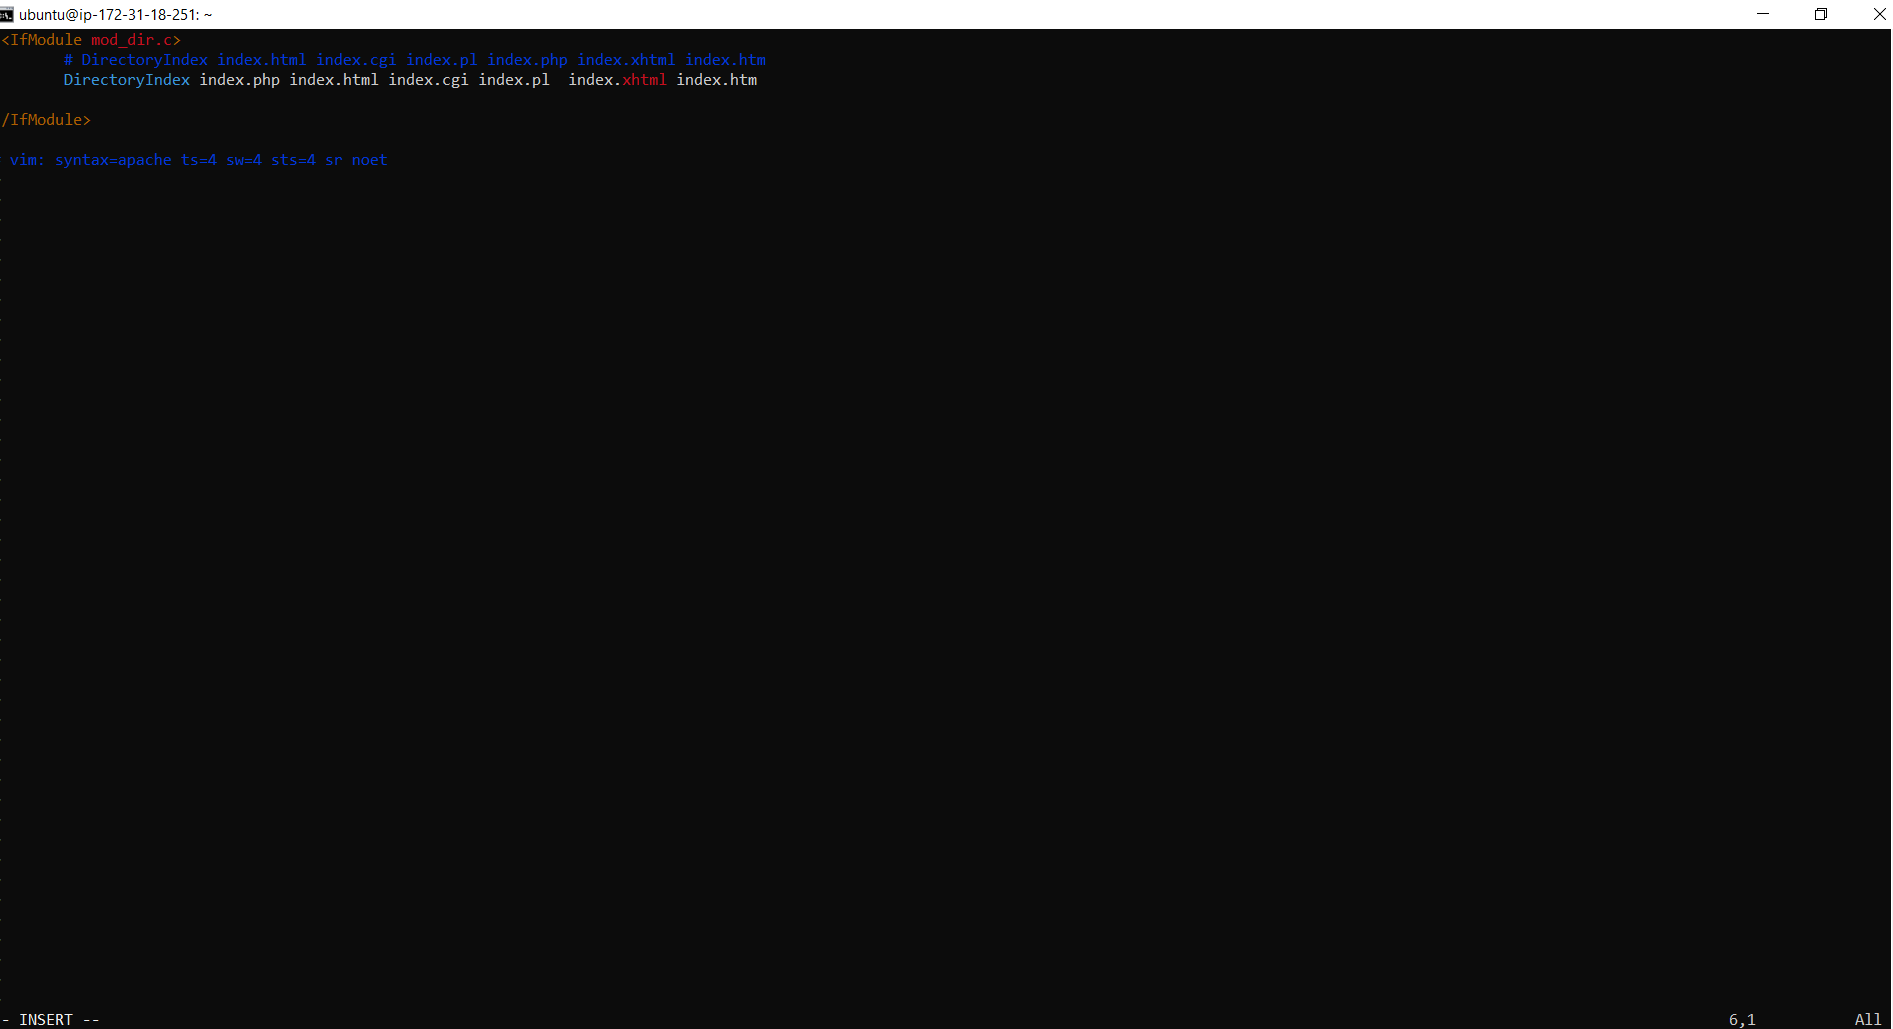 ubuntu@ip-172-31-18-251: ~
<IfModule mod_dir.c>
# DirectoryIndex index.html index.cgi index.pl index.php index.xhtml index.htm
DirectoryIndex index.php index.html index.cgi index.pl  index.xhtml index.htm
/IfModule>
vim: syntax=apache ts=4 sw=4 sts=4 sr noet
- INSERT --
6,1
All